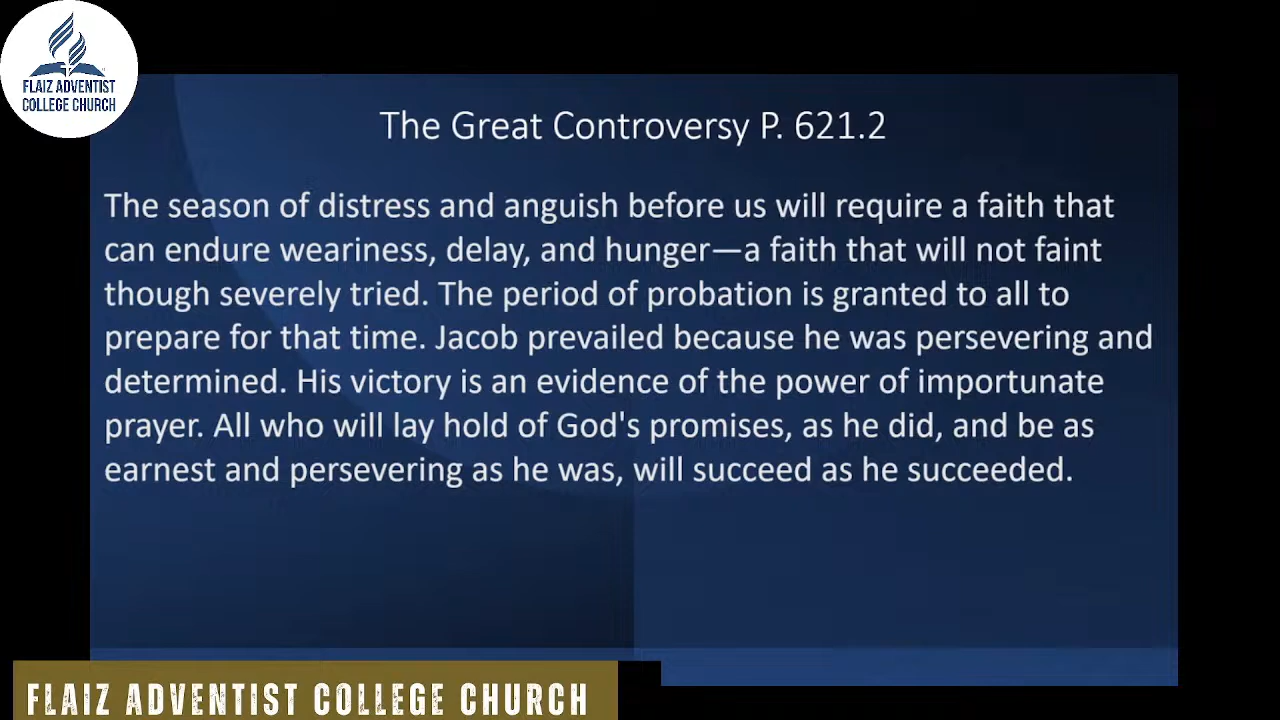 FLAIZ ADVENTIST
COLLEGE CHURCH
The Great Controversy P. 621.2
The season of distress and anguish before us will require a faith that
can endure weariness, delay, and hunger—a faith that will not faint
though severely tried. The period of probation is granted to all to
prepare for that time. Jacob prevailed because he was persevering and
determined. His victory is an evidence of the power of importunate
prayer. All who will lay hold of God's promises, as he did, and be as
earnest and persevering as he was, will succeed as he succeeded.
FLAIZ ADVENTIST COLLEGE CHURCH